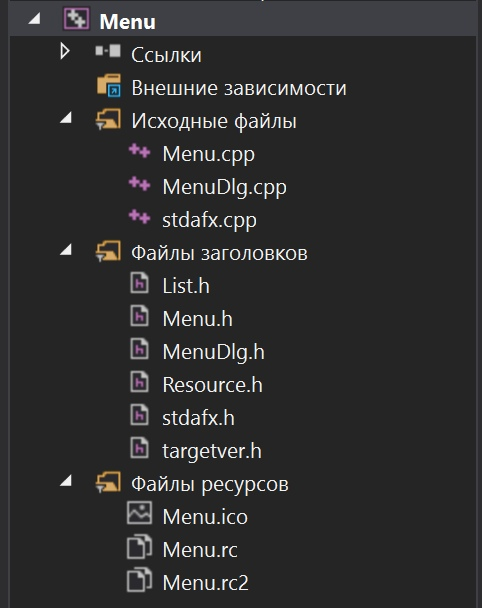 Menu
Ссылки
Внешние зависимости
Исходные файлы
Menu.cpp
MenuDlg.cpp
stdafx.cpp
Файлы заголовков
List.h
Menu.h
MenuDlg.h
Resource.h
stdafx.h
targetver.h
Файлы ресурсов
Menu.ico
Menu.rc
Menu.rc2